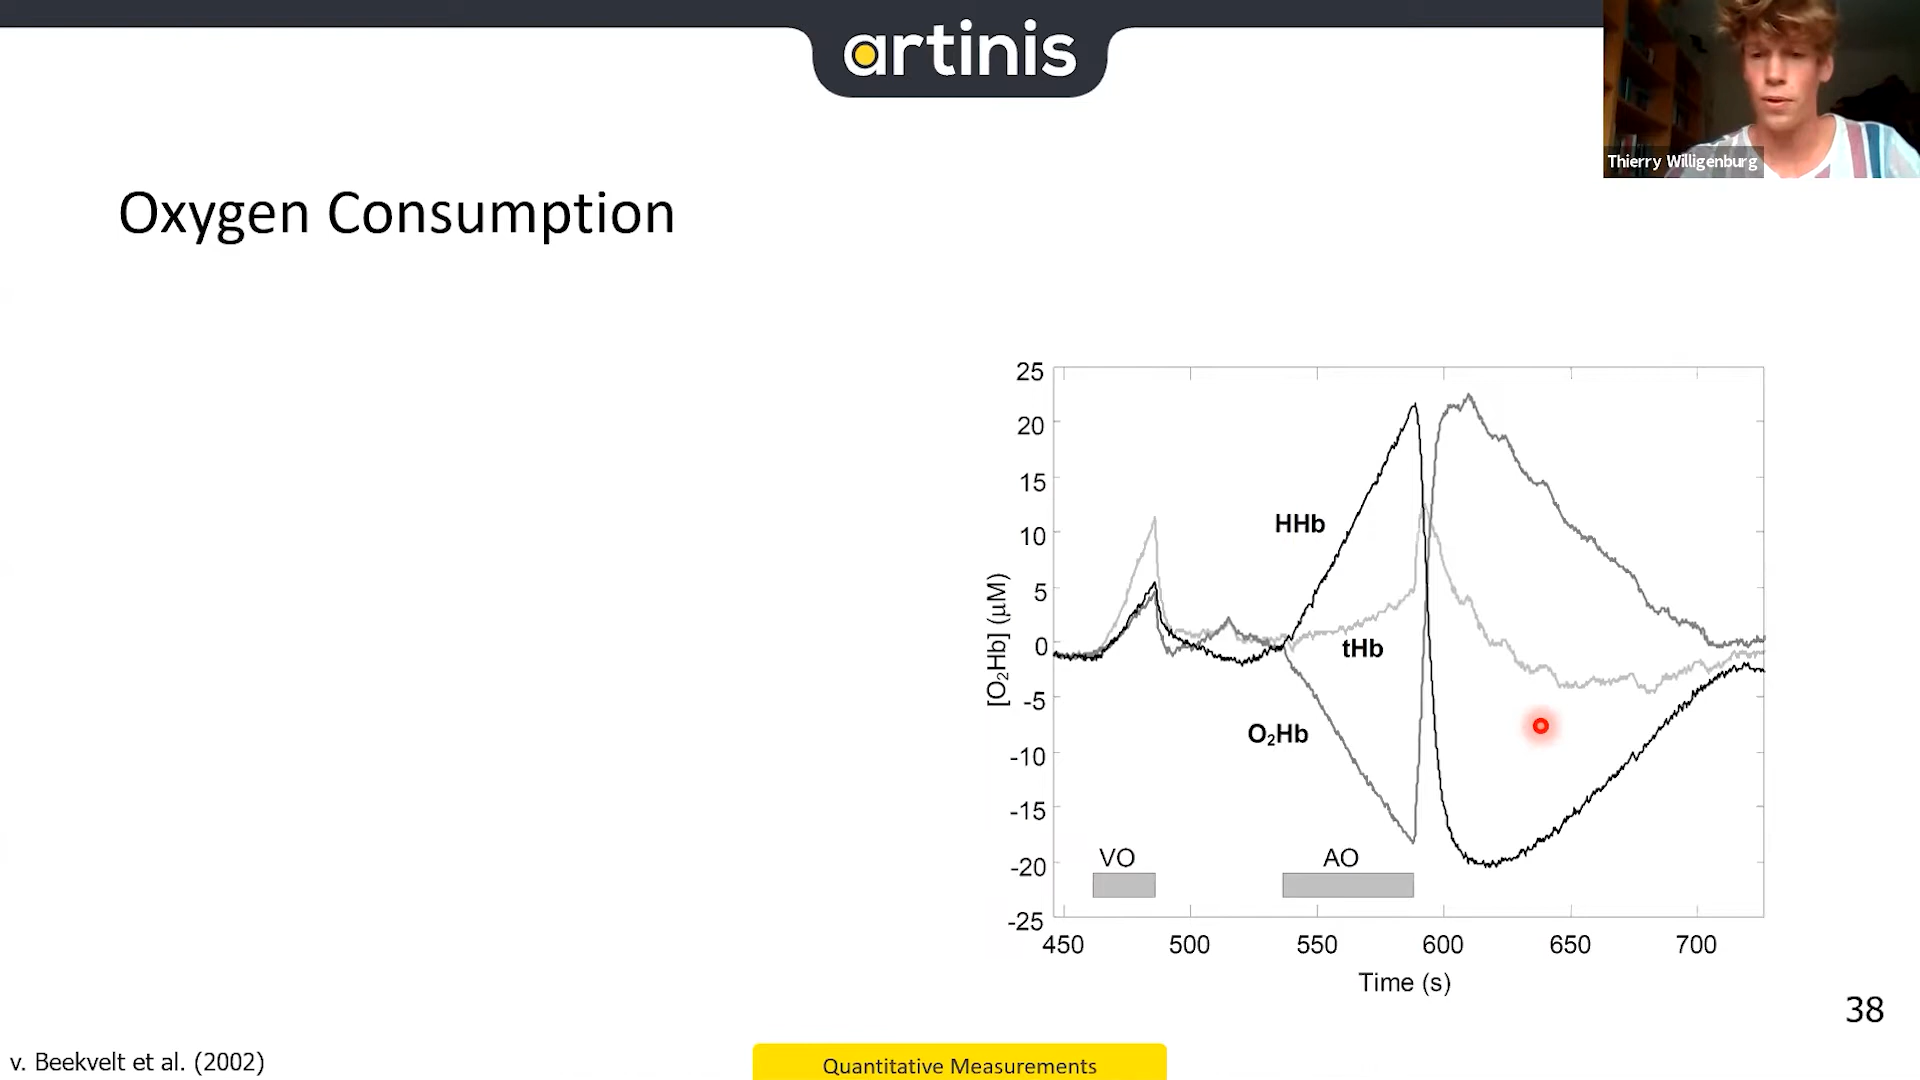 artinis
Thierry Willigenburg
Oxygen Consumption
25
20
15
10
5
0
-5
-10
-15
-20
-25
[O₂Hb] (μM)
HHb
tHb
O₂Hb
VO
AO
450 500 550 600 650 700
Time (s)
38
v. Beekvelt et al. (2002)
Quantitative Measurements